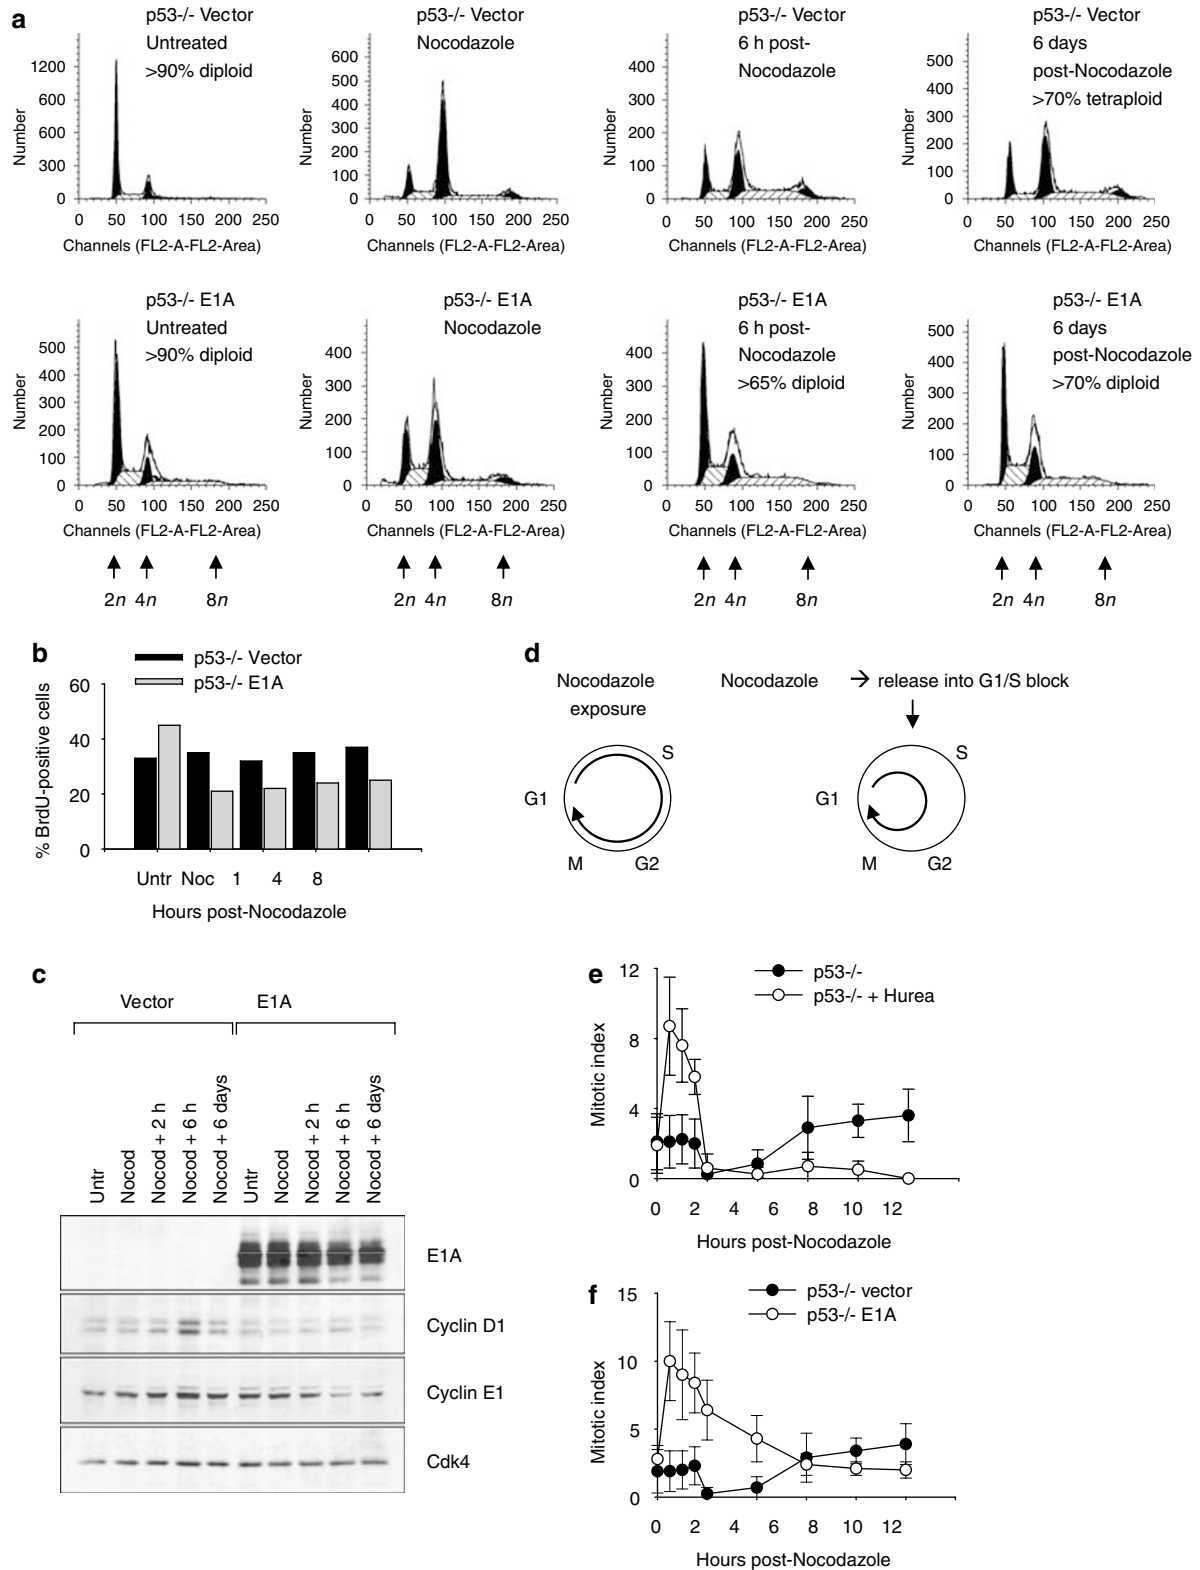 a
p53-/- Vector
Untreated
>90% diploid
Number
1200
600
600
300
0
0 50 100 150 200 250
Channels (FL2-A-FL2-Area)
p53-/- Vector
Nocodazole
Number
600
500
400
300
200
100
0
0 50 100 150 200 250
Channels (FL2-A-FL2-Area)
p53-/- Vector
6 h post-
Nocodazole
Number
400
300
200
100
0
0 50 100 150 200 250
Channels (FL2-A-FL2-Area)
p53-/- Vector
6 days
post-Nocodazole
>70% tetraploid
Number
500
400
300
200
100
0
0 50 100 150 200 250
Channels (FL2-A-FL2-Area)
p53-/- E1A
Untreated
>90% diploid
Number
500
400
300
200
100
0
0 50 100 150 200 250
Channels (FL2-A-FL2-Area)
2n 4n 8n
p53-/- E1A
Nocodazole
Number
400
300
200
100
0
0 50 100 150 200 250
Channels (FL2-A-FL2-Area)
2n 4n 8n
p53-/- E1A
6 h post-
Nocodazole
>65% diploid
Number
400
300
200
100
0
0 50 100 150 200 250
Channels (FL2-A-FL2-Area)
2n 4n 8n
p53-/- E1A
6 days
post-Nocodazole
>70% diploid
Number
500
400
300
200
100
0
0 50 100 150 200 250
Channels (FL2-A-FL2-Area)
2n 4n 8n
b
p53-/- Vector
p53-/- E1A
% BrdU-positive cells
60
40
20
0
Untr Noc 1 4 8
Hours post-Nocodazole
d
Nocodazole
exposure
G1
S
M
G2
Nocodazole → release into G1/S block
G1
S
M
G2
c
Vector
E1A
Untr
Nocod
Nocod + 2 h
Nocod + 6 h
Nocod + 6 days
Untr
Nocod
Nocod + 2 h
Nocod + 6 h
Nocod + 6 days
E1A
Cyclin D1
Cyclin E1
Cdk4
e
p53-/-
p53-/- + Hurea
Mitotic index
12
8
4
0
0 2 4 6 8 10 12
Hours post-Nocodazole
f
p53-/- vector
p53-/- E1A
Mitotic index
15
10
5
0
0 2 4 6 8 10 12
Hours post-Nocodazole